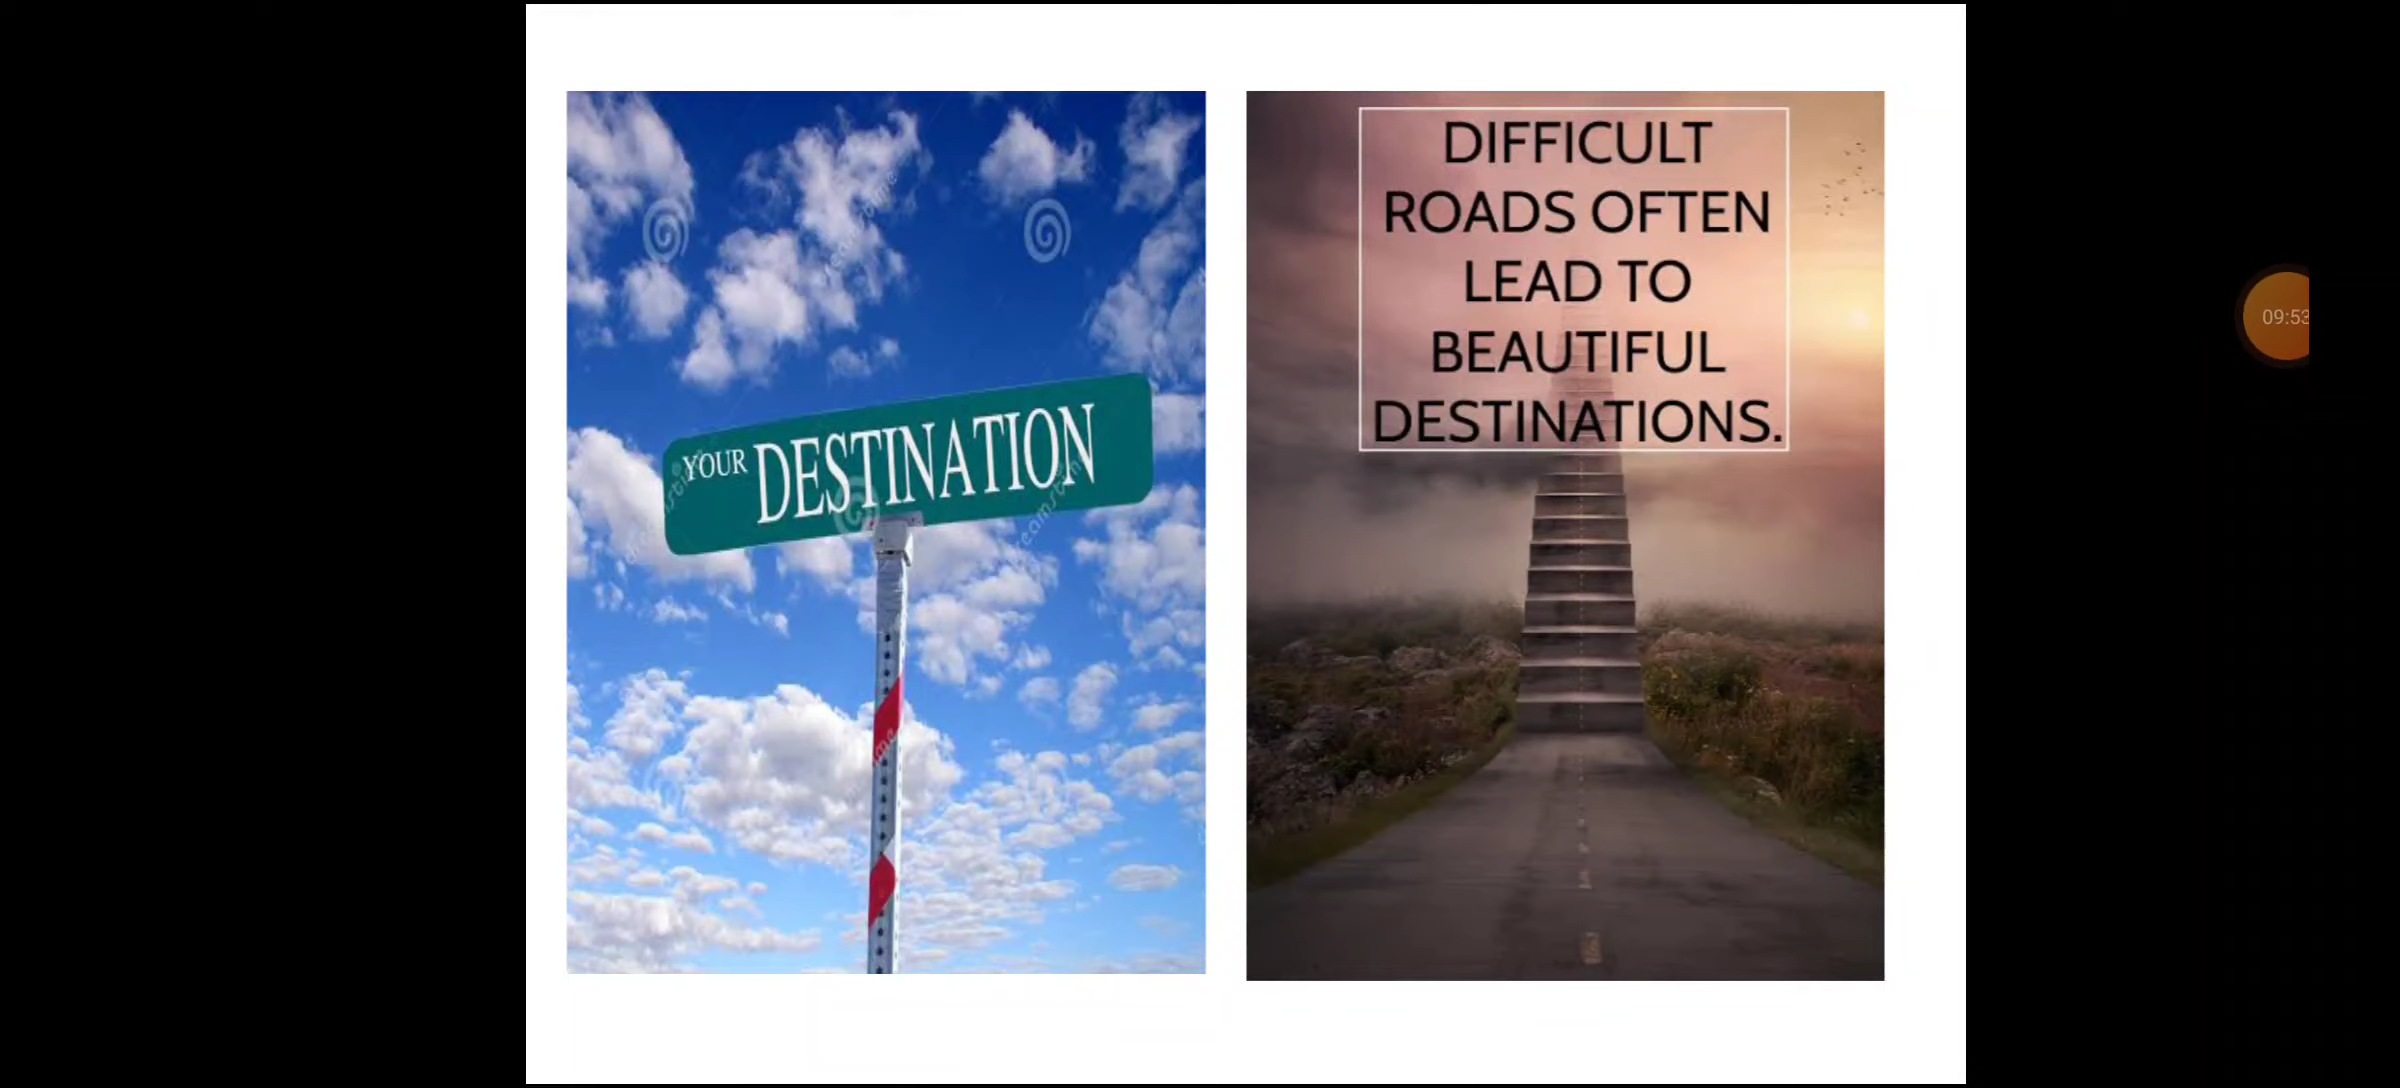 YOUR DESTINATION
DIFFICULT
ROADS OFTEN
LEAD TO
BEAUTIFUL
DESTINATIONS.
09:53